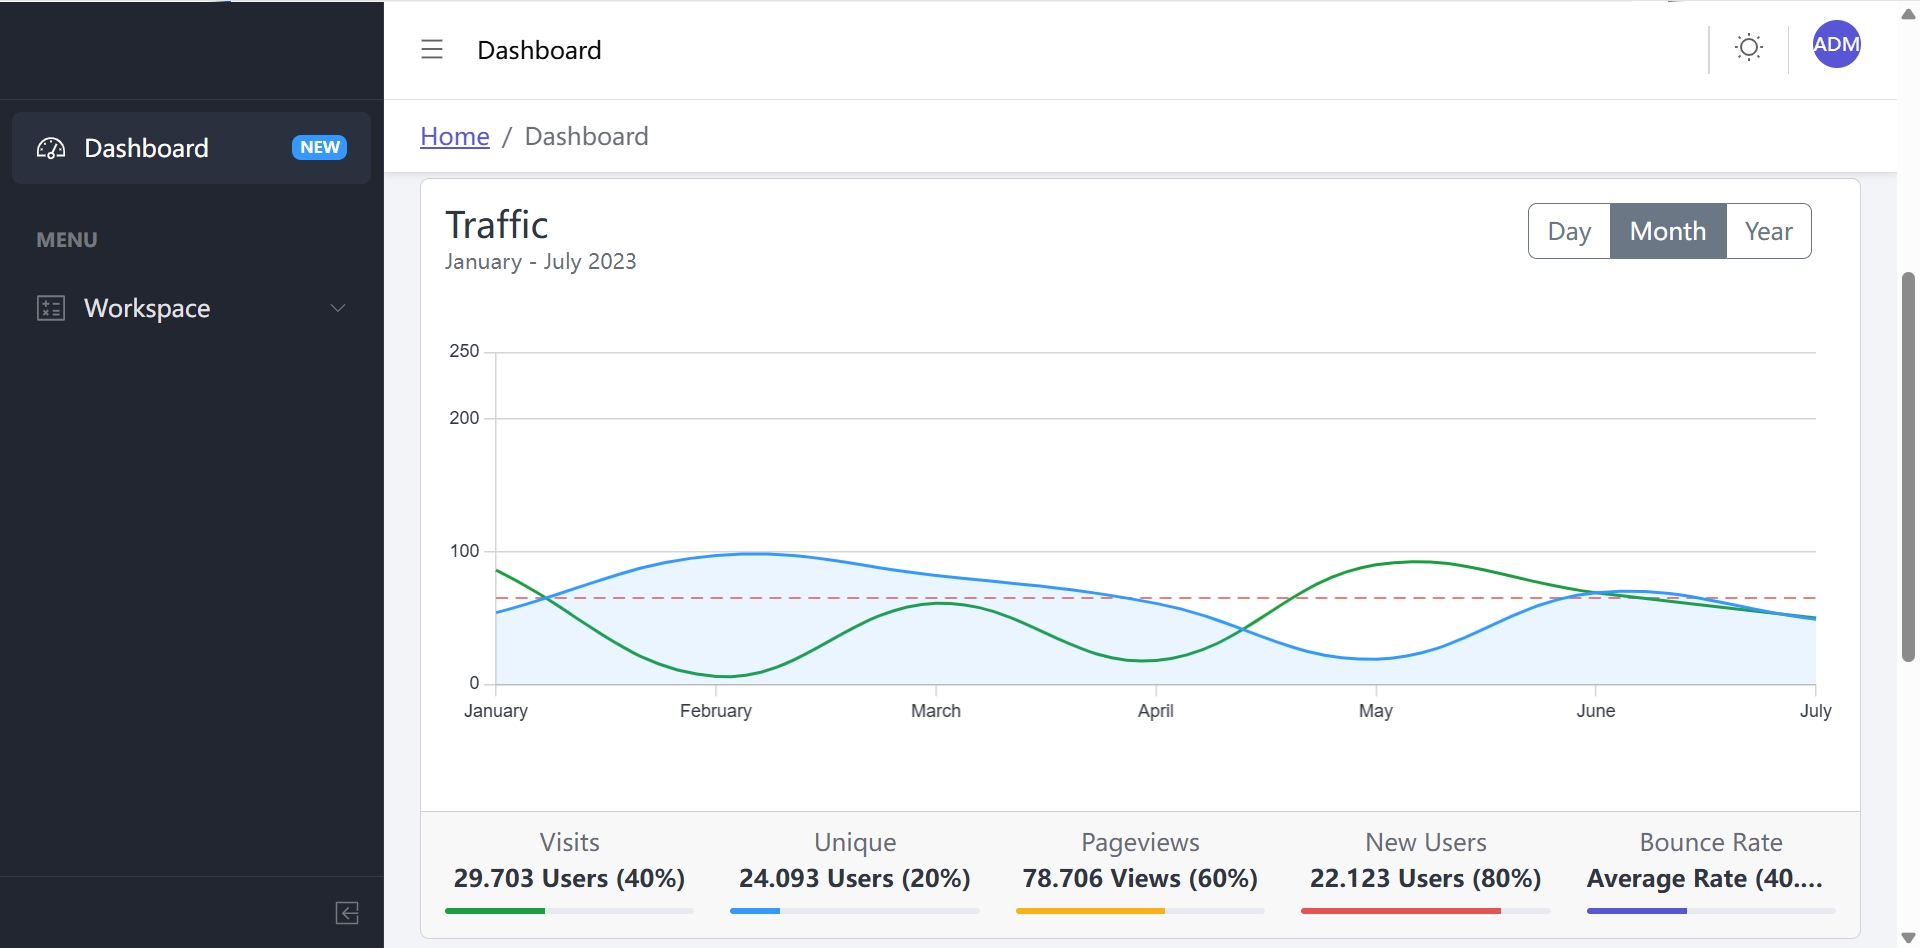 Dashboard
ADM
Dashboard NEW
MENU
Workspace
Home / Dashboard
Traffic
January - July 2023
Day Month Year
250
200
100
0
January February March April May June July
Visits
29.703 Users (40%)
Unique
24.093 Users (20%)
Pageviews
78.706 Views (60%)
New Users
22.123 Users (80%)
Bounce Rate
Average Rate (40....